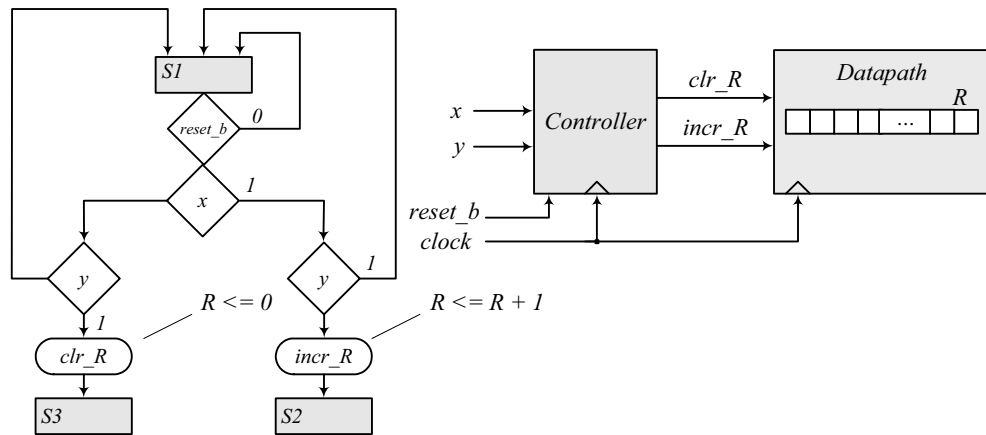 S1
reset_b
0
x
1
y
1
y
1
clr_R
R <= 0
incr_R
R <= R + 1
S3
S2
x
y
reset_b
clock
Controller
clr_R
incr_R
Datapath
R
...